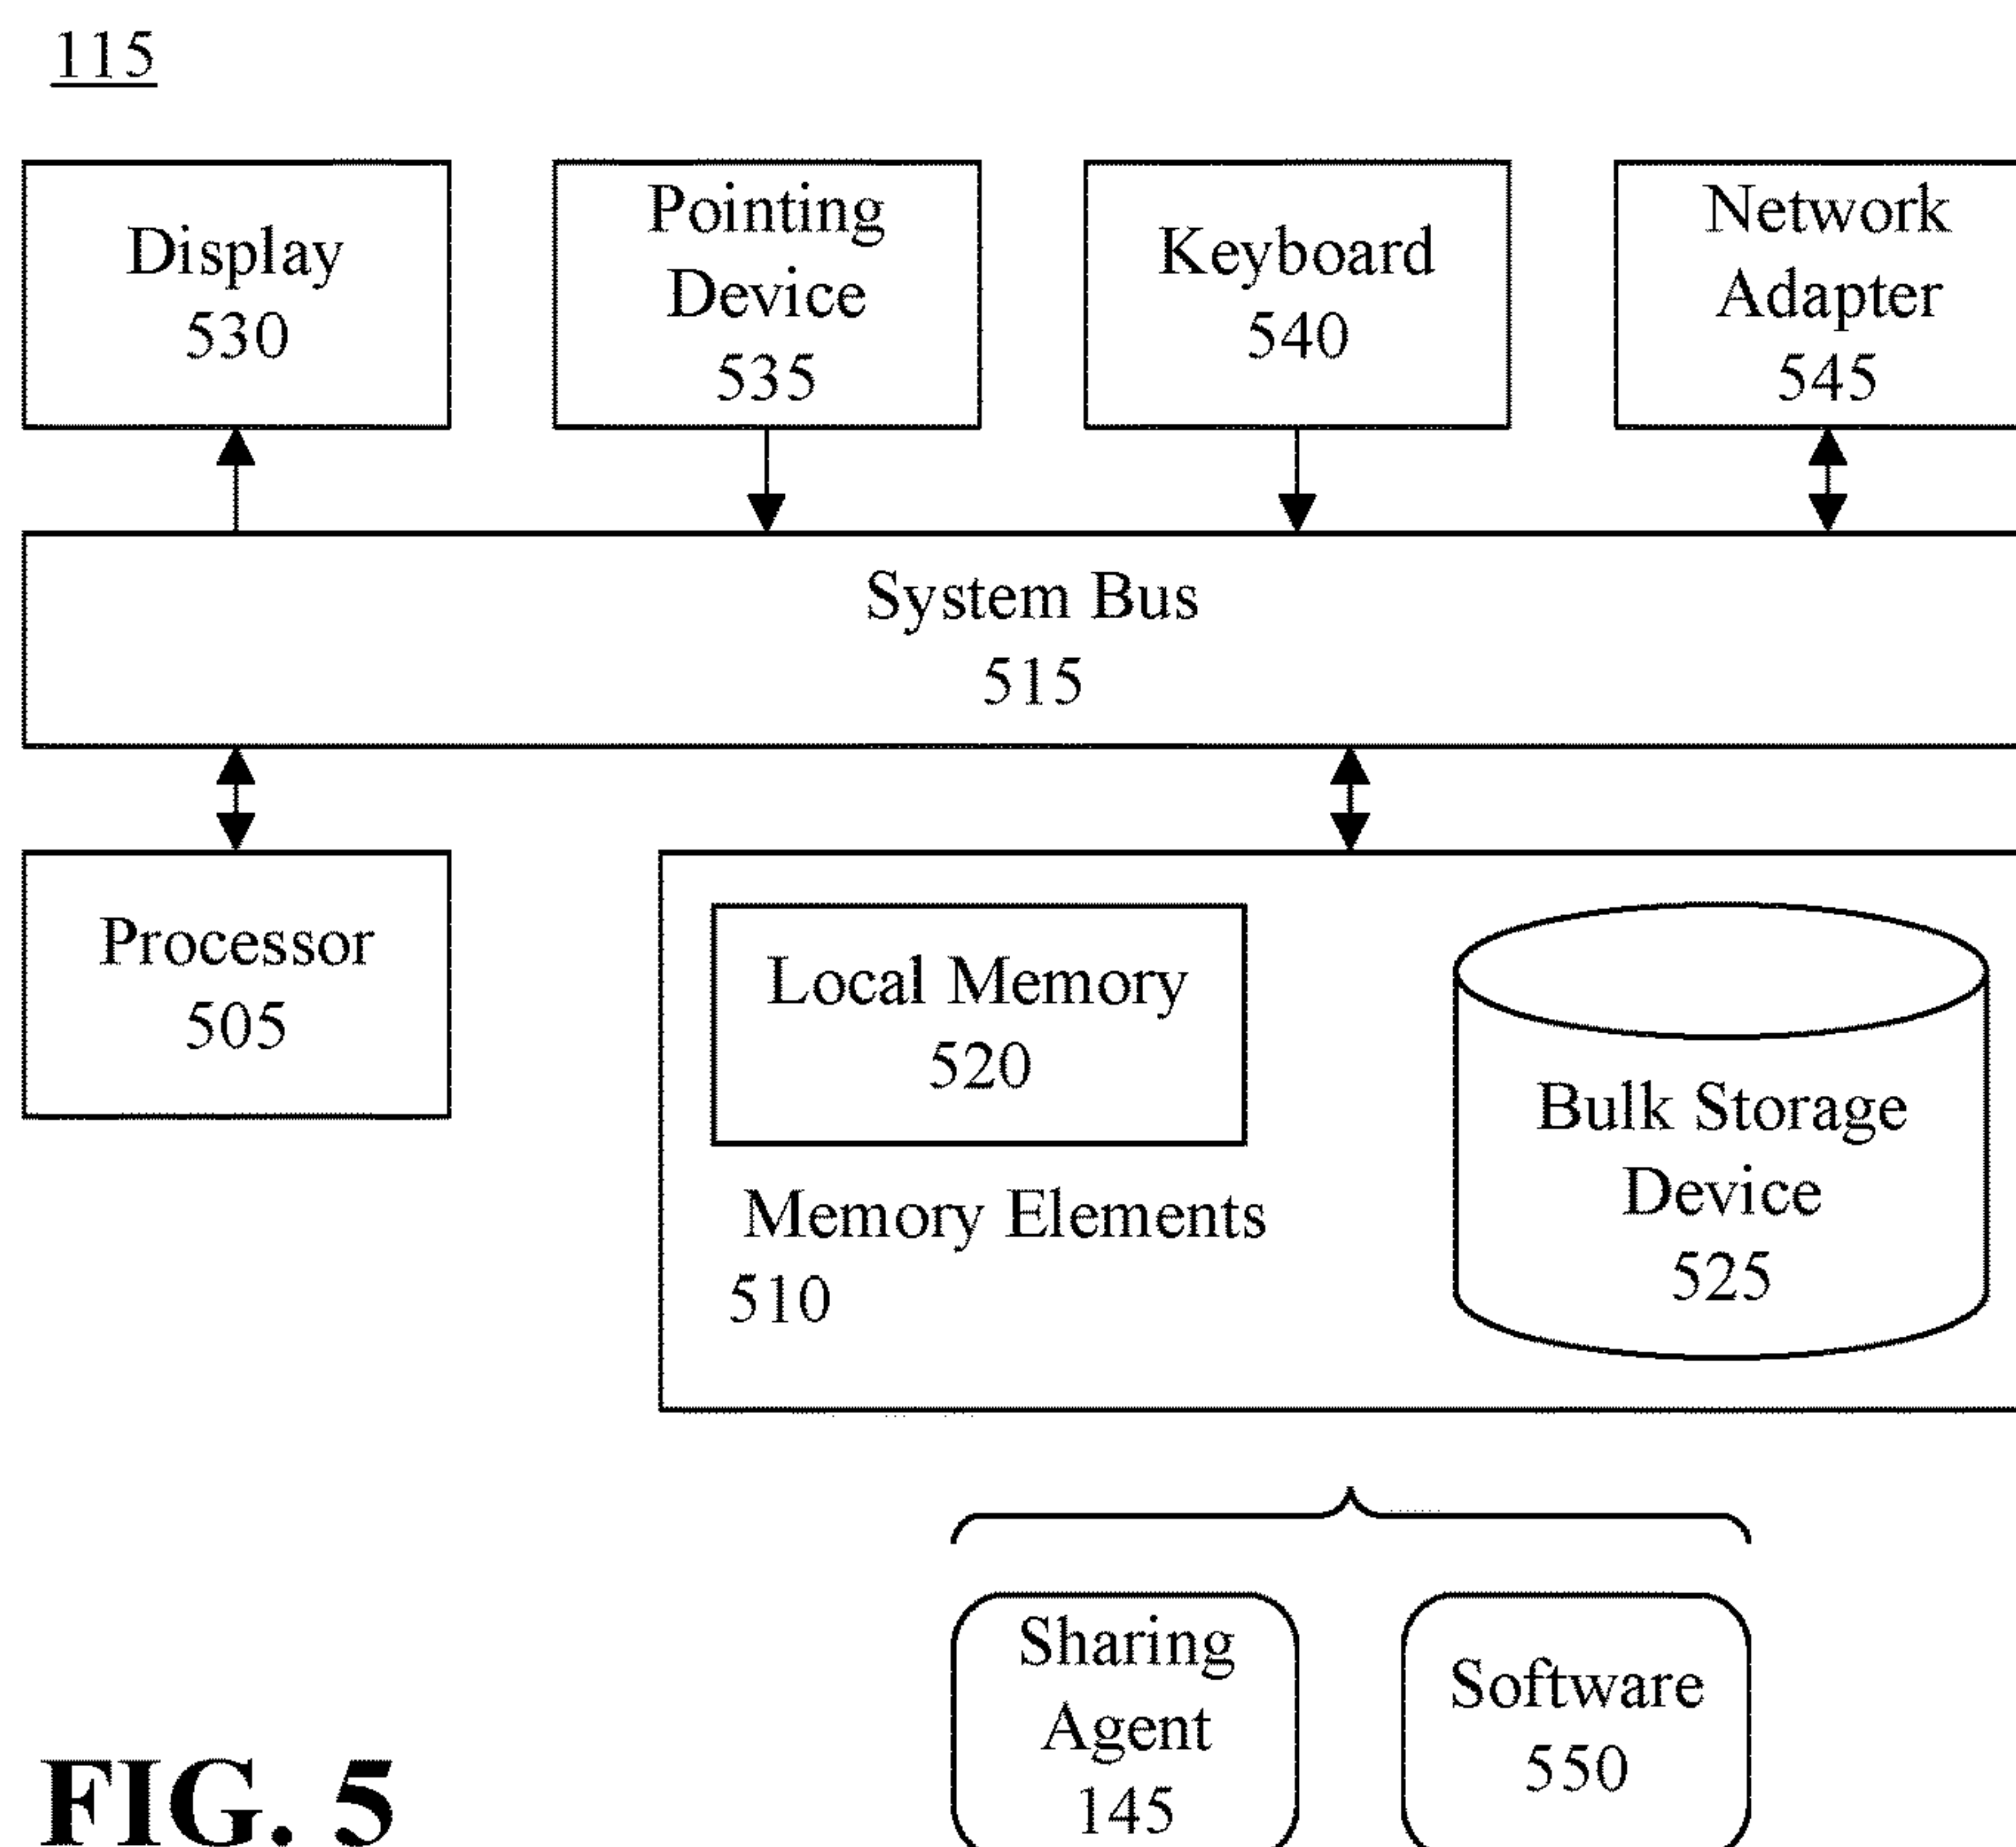 115
Display
530
Pointing
Device
535
Keyboard
540
Network
Adapter
545
System Bus
515
Processor
505
Local Memory
520
Memory Elements
510
Bulk Storage
Device
525
Sharing
Agent
145
Software
550
FIG. 5